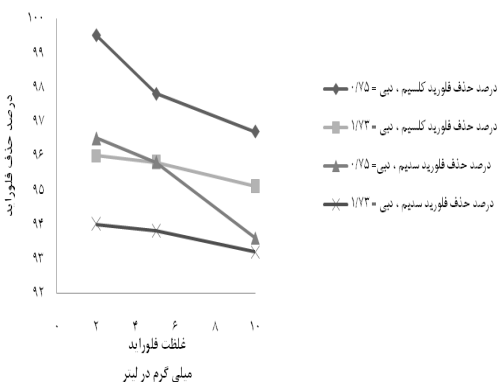 ۱۰۰
۹۹
۹۸
۹۷
۹۶
۹۵
۹۴
۹۳
۹۲
درصد حذف فلوراید
۰ ۲ ۴ ۶ ۸ ۱۰
غلظت فلوراید
میلی گرم در لیتر
درصد حذف فلورید کلسیم ، دبی = ۰/۷۵
درصد حذف فلورید کلسیم ، دبی = ۱/۷۳
درصد حذف فلورید سدیم ، دبی = ۰/۷۵
درصد حذف فلورید سدیم ، دبی = ۱/۷۳